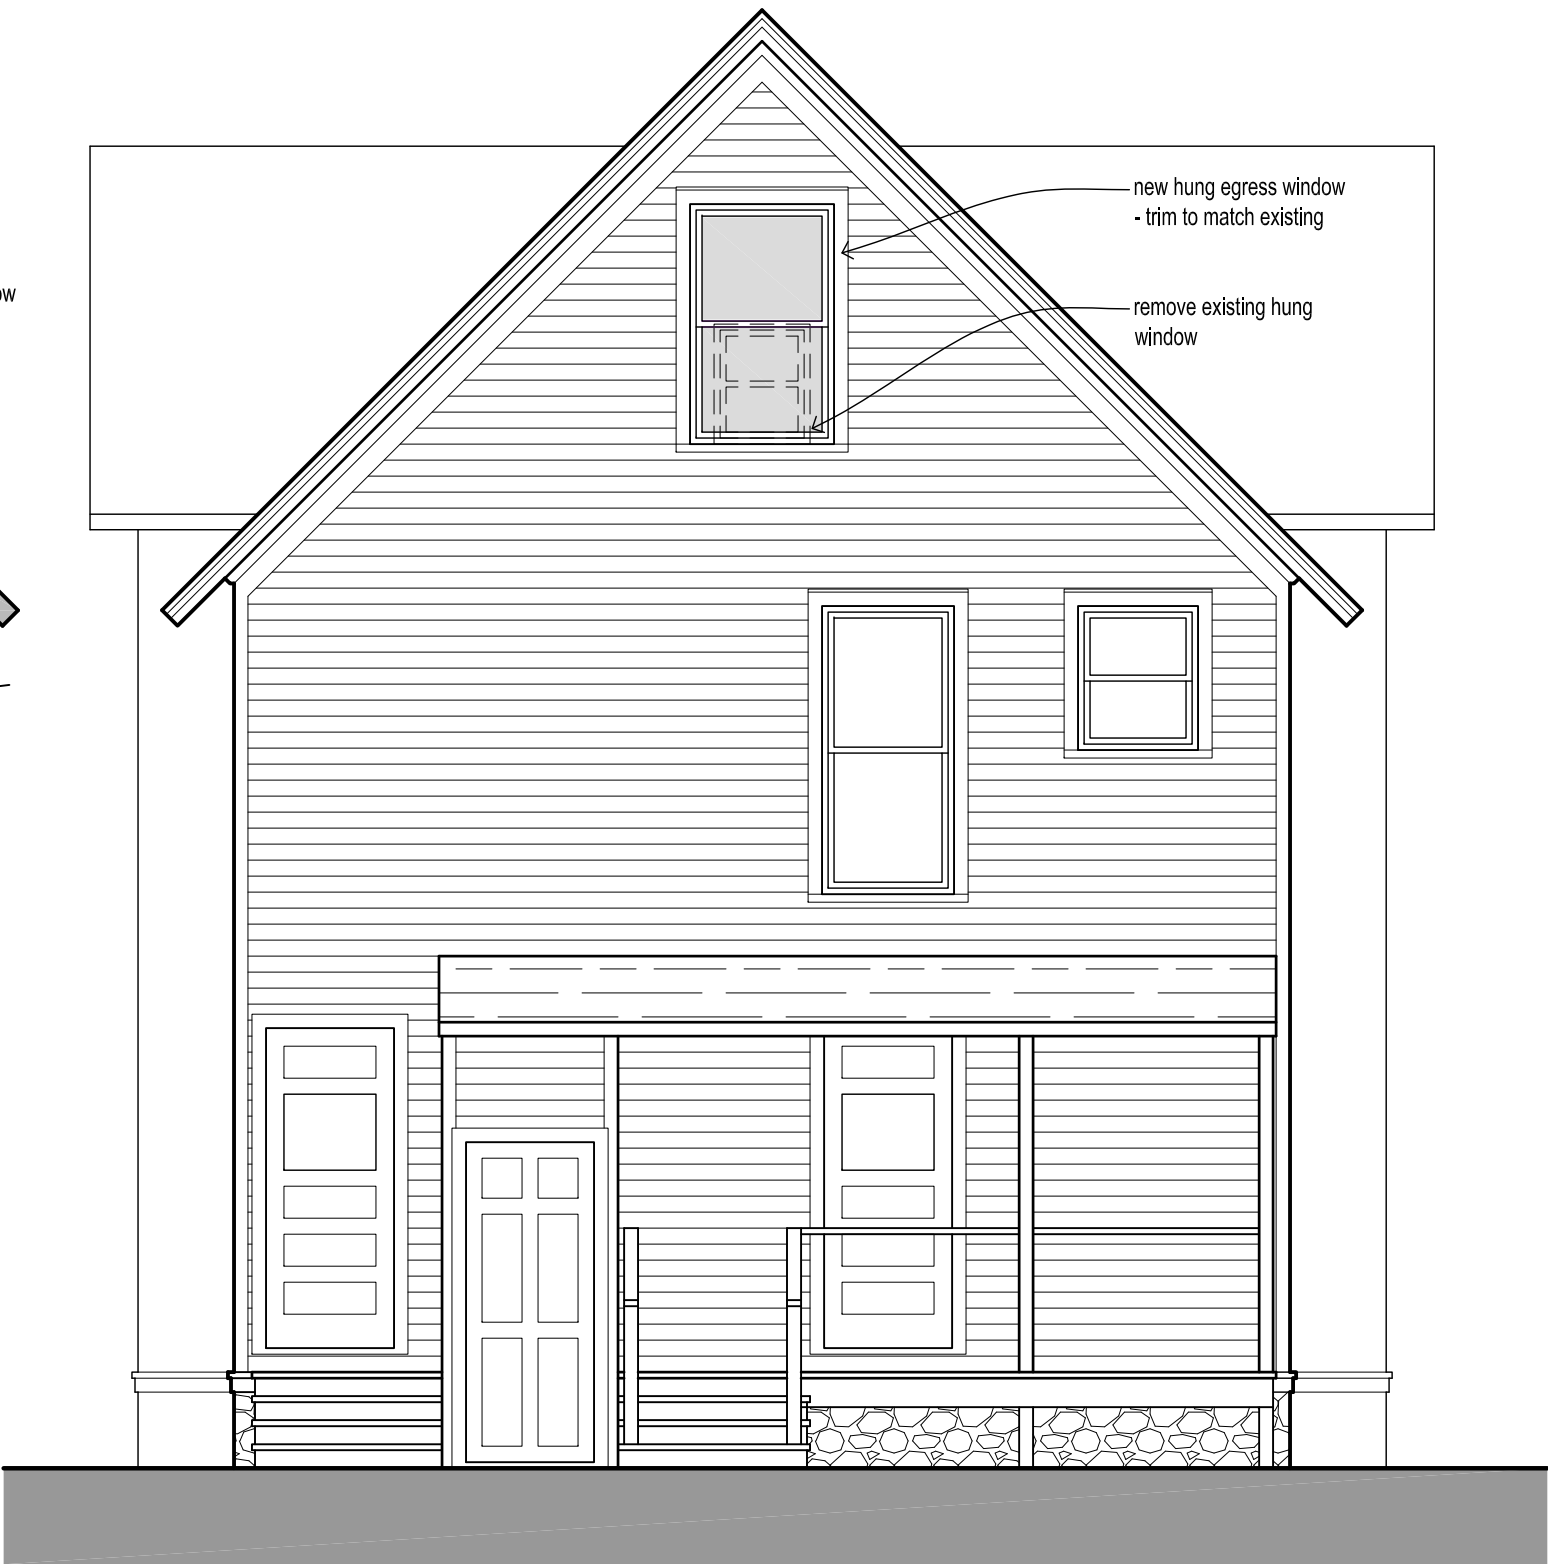 new hung egress window
- trim to match existing
remove existing hung
window